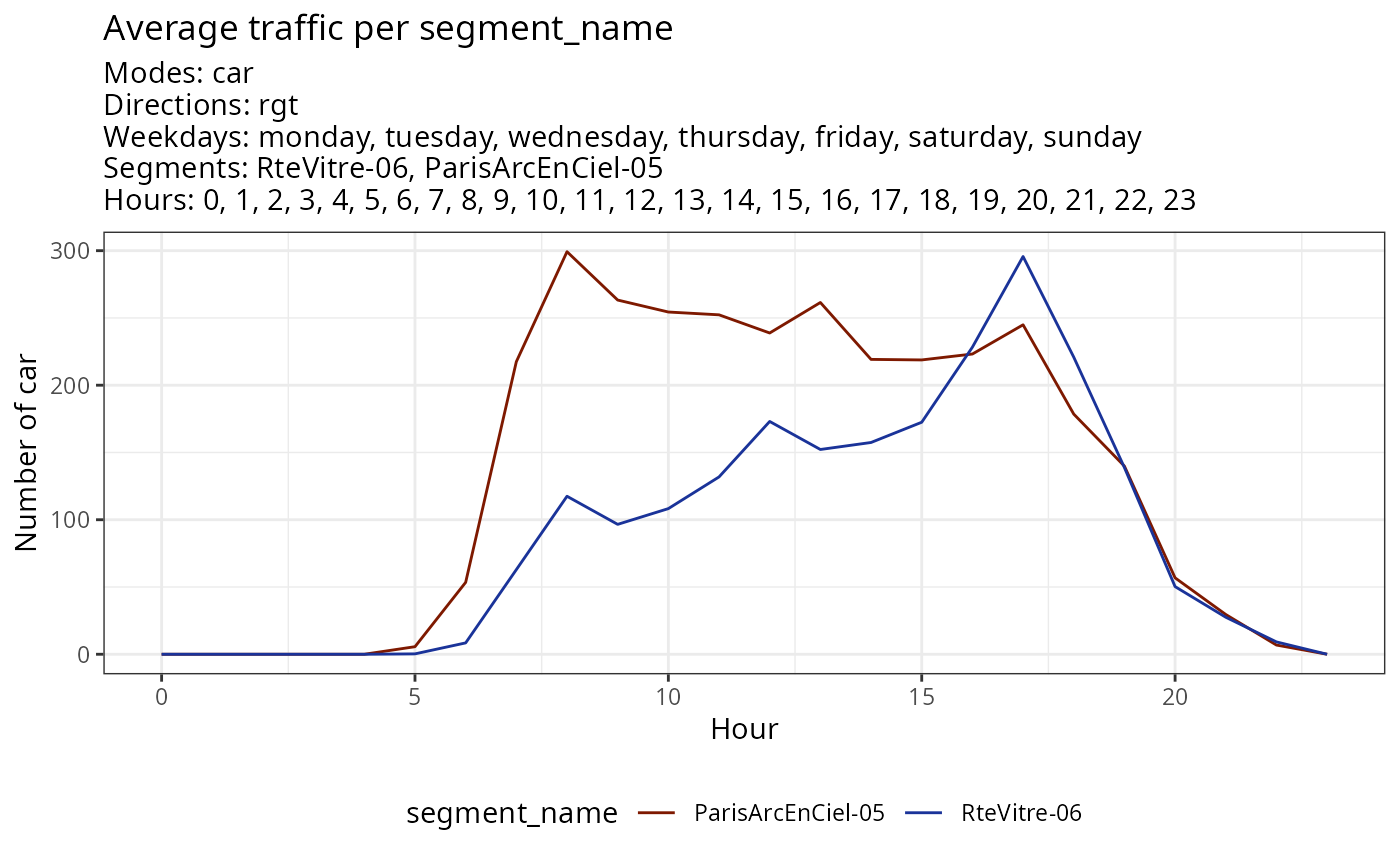 Average traffic per segment_name
Modes: car
Directions: rgt
Weekdays: monday, tuesday, wednesday, thursday, friday, saturday, sunday
Segments: RteVitre-06, ParisArcEnCiel-05
Hours: 0, 1, 2, 3, 4, 5, 6, 7, 8, 9, 10, 11, 12, 13, 14, 15, 16, 17, 18, 19, 20, 21, 22, 23
Number of car
300
200
100
0
0 5 10 15 20
Hour
segment_name ParisArcEnCiel-05 RteVitre-06